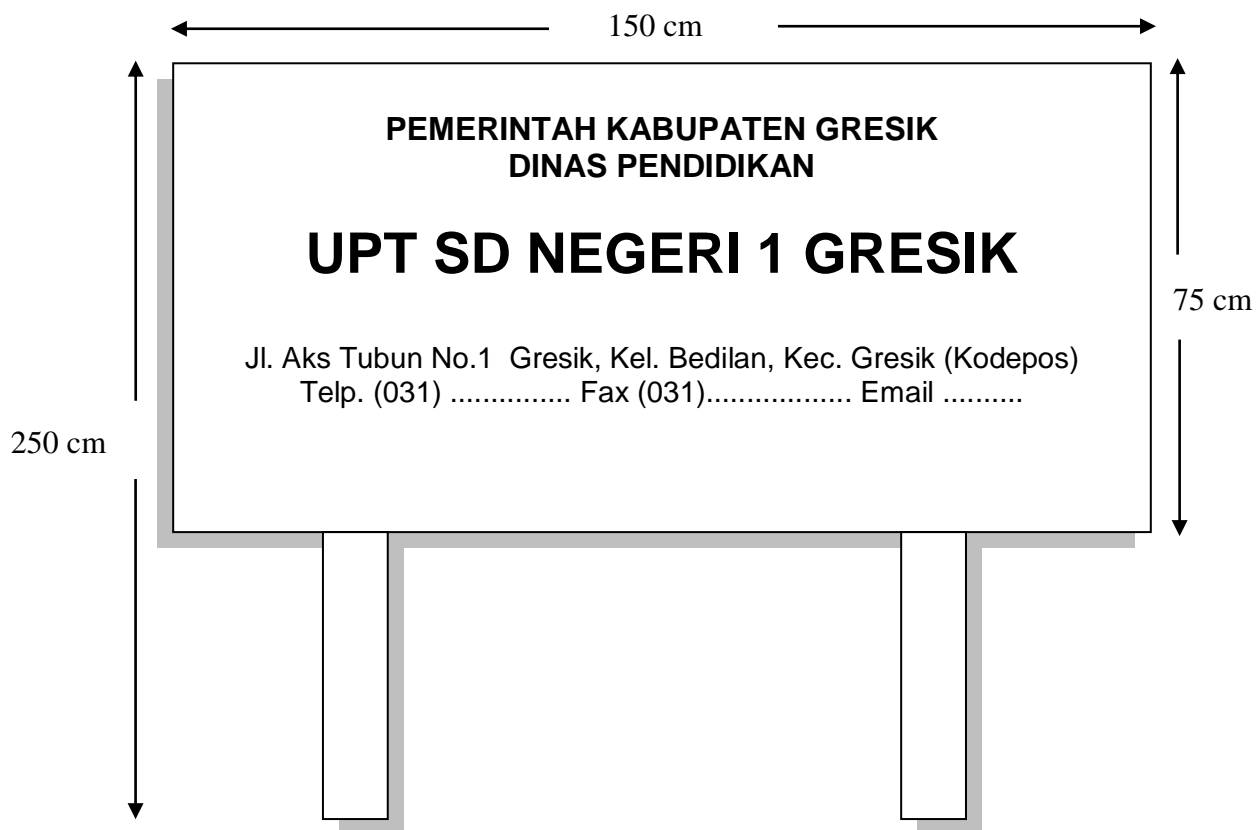 150 cm
PEMERINTAH KABUPATEN GRESIK
DINAS PENDIDIKAN
UPT SD NEGERI 1 GRESIK
75 cm
Jl. Aks Tubun No.1  Gresik, Kel. Bedilan, Kec. Gresik (Kodepos)
Telp. (031) ............... Fax (031).................. Email ..........
250 cm